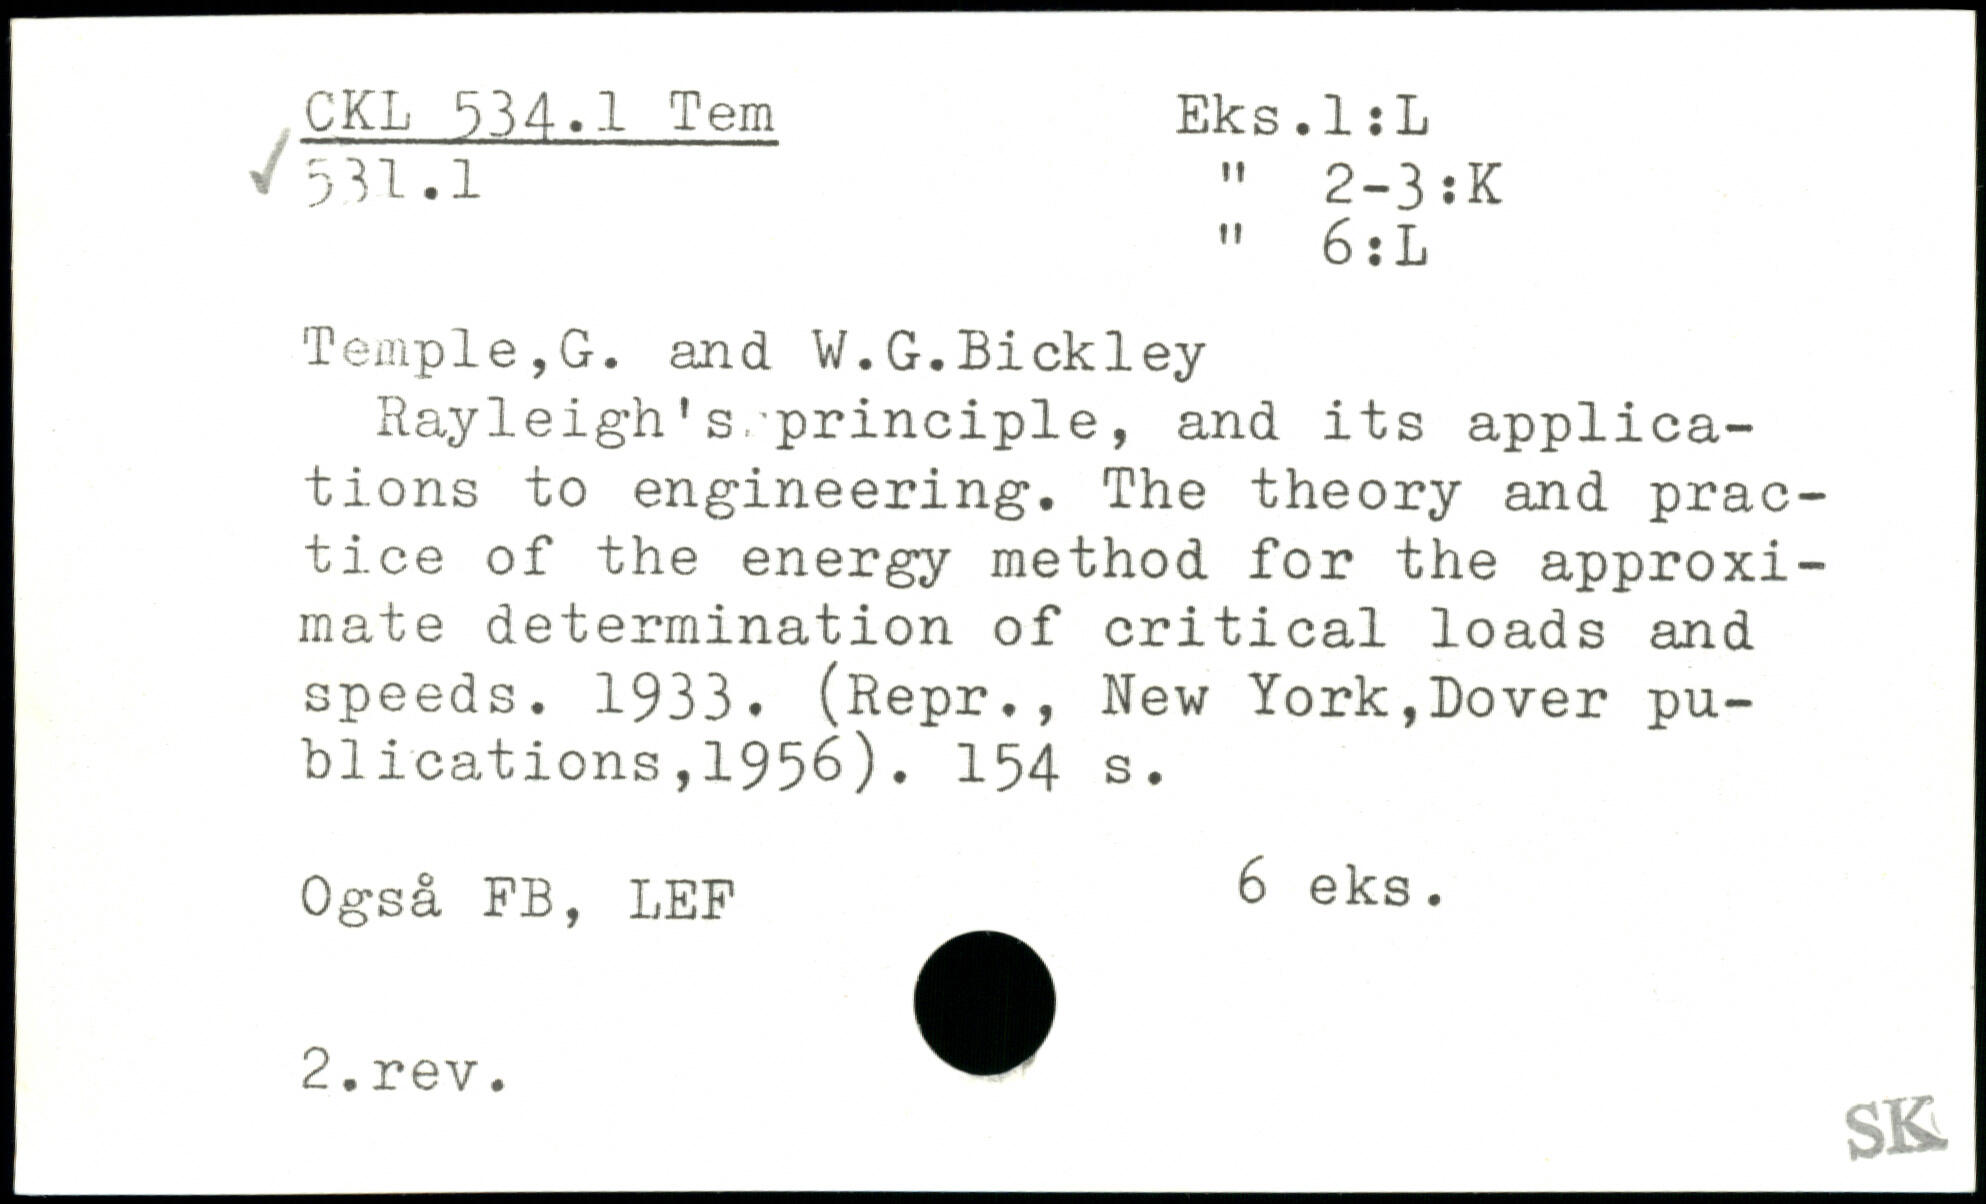 CKL 534.1 Tem
531.1
Eks.1:L
" 2-3:K
" 6:L
Temple,G. and W.G.Bickley
Rayleigh's principle, and its applica-
tions to engineering. The theory and prac-
tice of the energy method for the approxi-
mate determination of critical loads and
speeds. 1933. (Repr., New York,Dover pu-
blications,1956). 154 s.
Også FB, LEF
6 eks.
2.rev.
SK